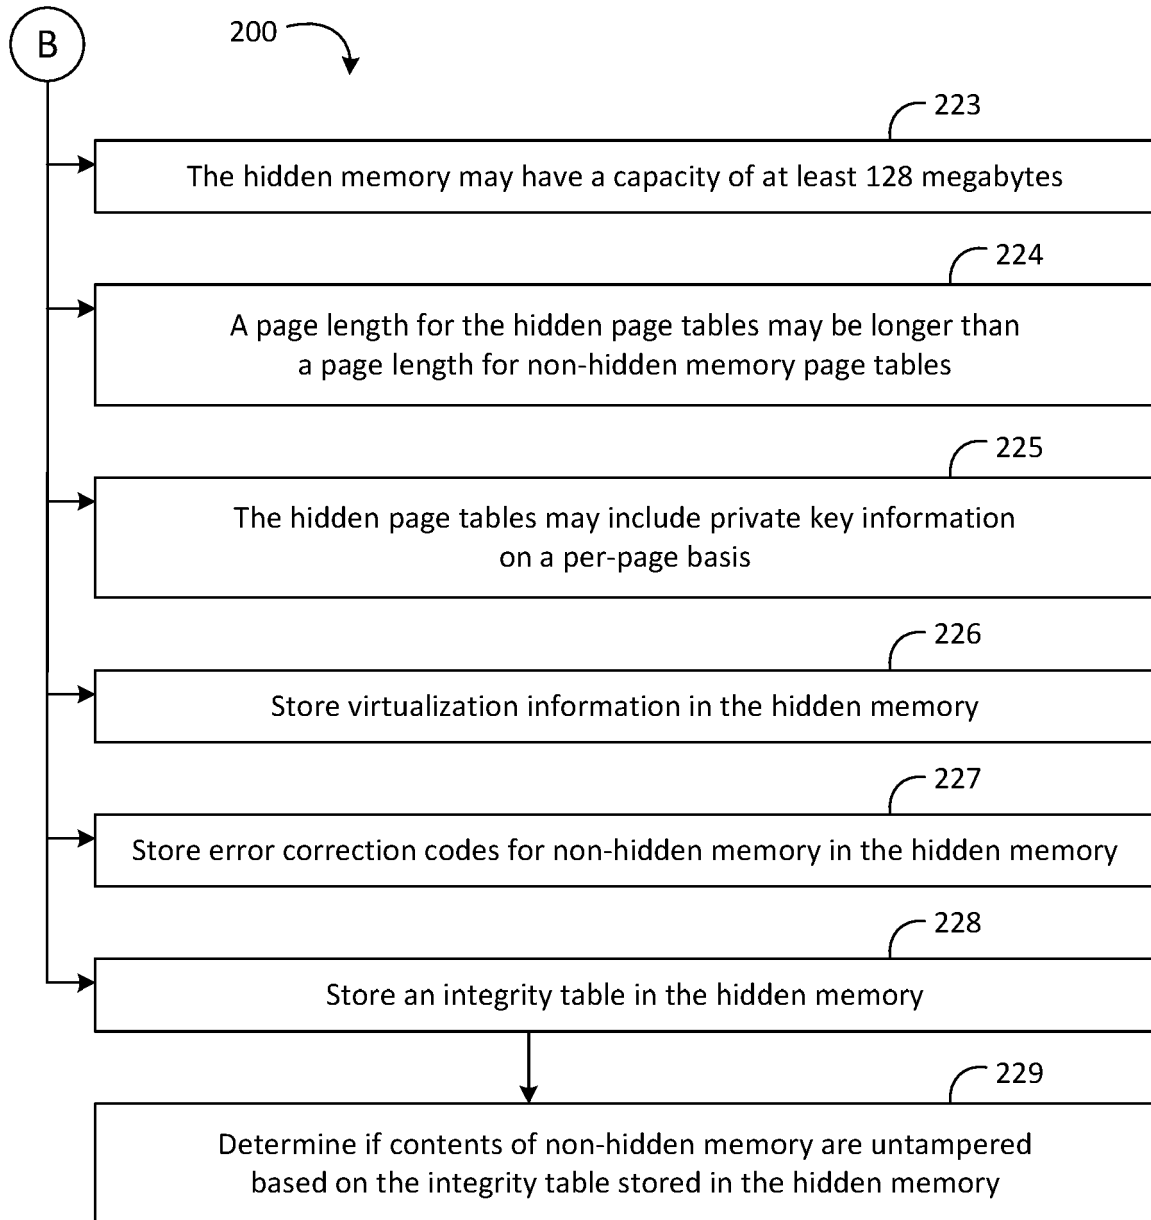 B
200
223
The hidden memory may have a capacity of at least 128 megabytes
224
A page length for the hidden page tables may be longer than
a page length for non-hidden memory page tables
225
The hidden page tables may include private key information
on a per-page basis
226
Store virtualization information in the hidden memory
227
Store error correction codes for non-hidden memory in the hidden memory
228
Store an integrity table in the hidden memory
229
Determine if contents of non-hidden memory are untampered
based on the integrity table stored in the hidden memory